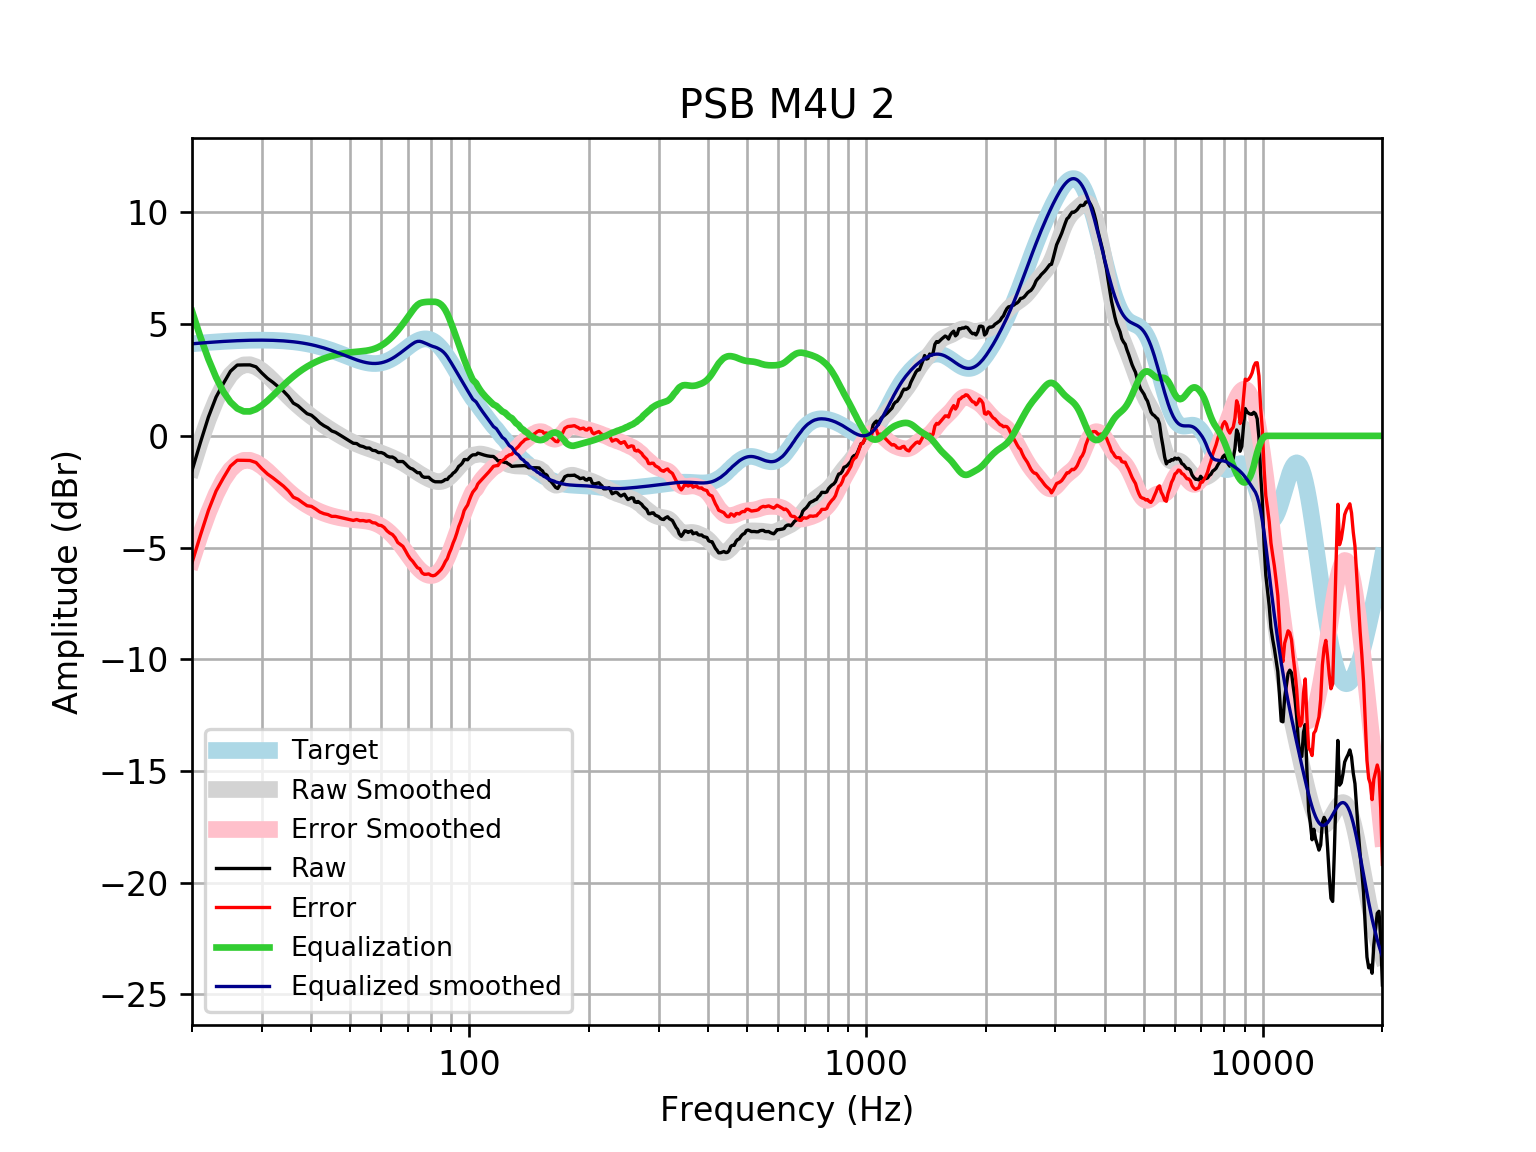 PSB M4U 2
10
5
0
−5
−10
−15
−20
−25
Amplitude (dBr)
Target
Raw Smoothed
Error Smoothed
Raw
Error
Equalization
Equalized smoothed
100
1000
10000
Frequency (Hz)